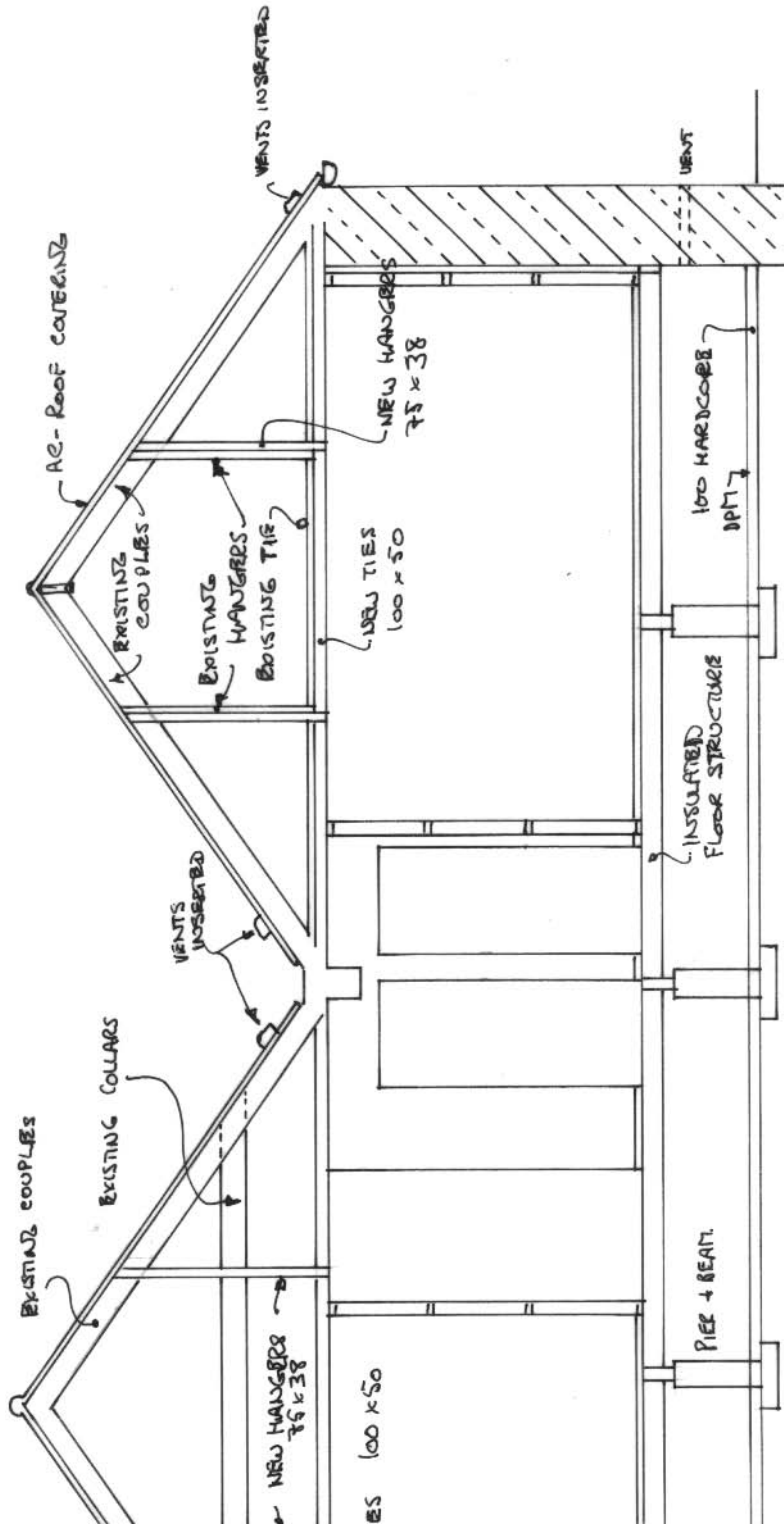 EXISTING COUPLES
EXISTING COLLARS
VENTS
INSERTED
EXISTING
COUPLES
AR-ROOF COVERING
VENTS INSERTED
EXISTING
HANGERS
EXISTING TIE
NEW HANGERS
75 x 38
NEW HANGERS
75 x 38
NEW TIES
100 x 50
ES 100 x 50
VENT
INSULATED
FLOOR STRUCTURE
PIER + BEAM.
100 HARDCORE
DPM